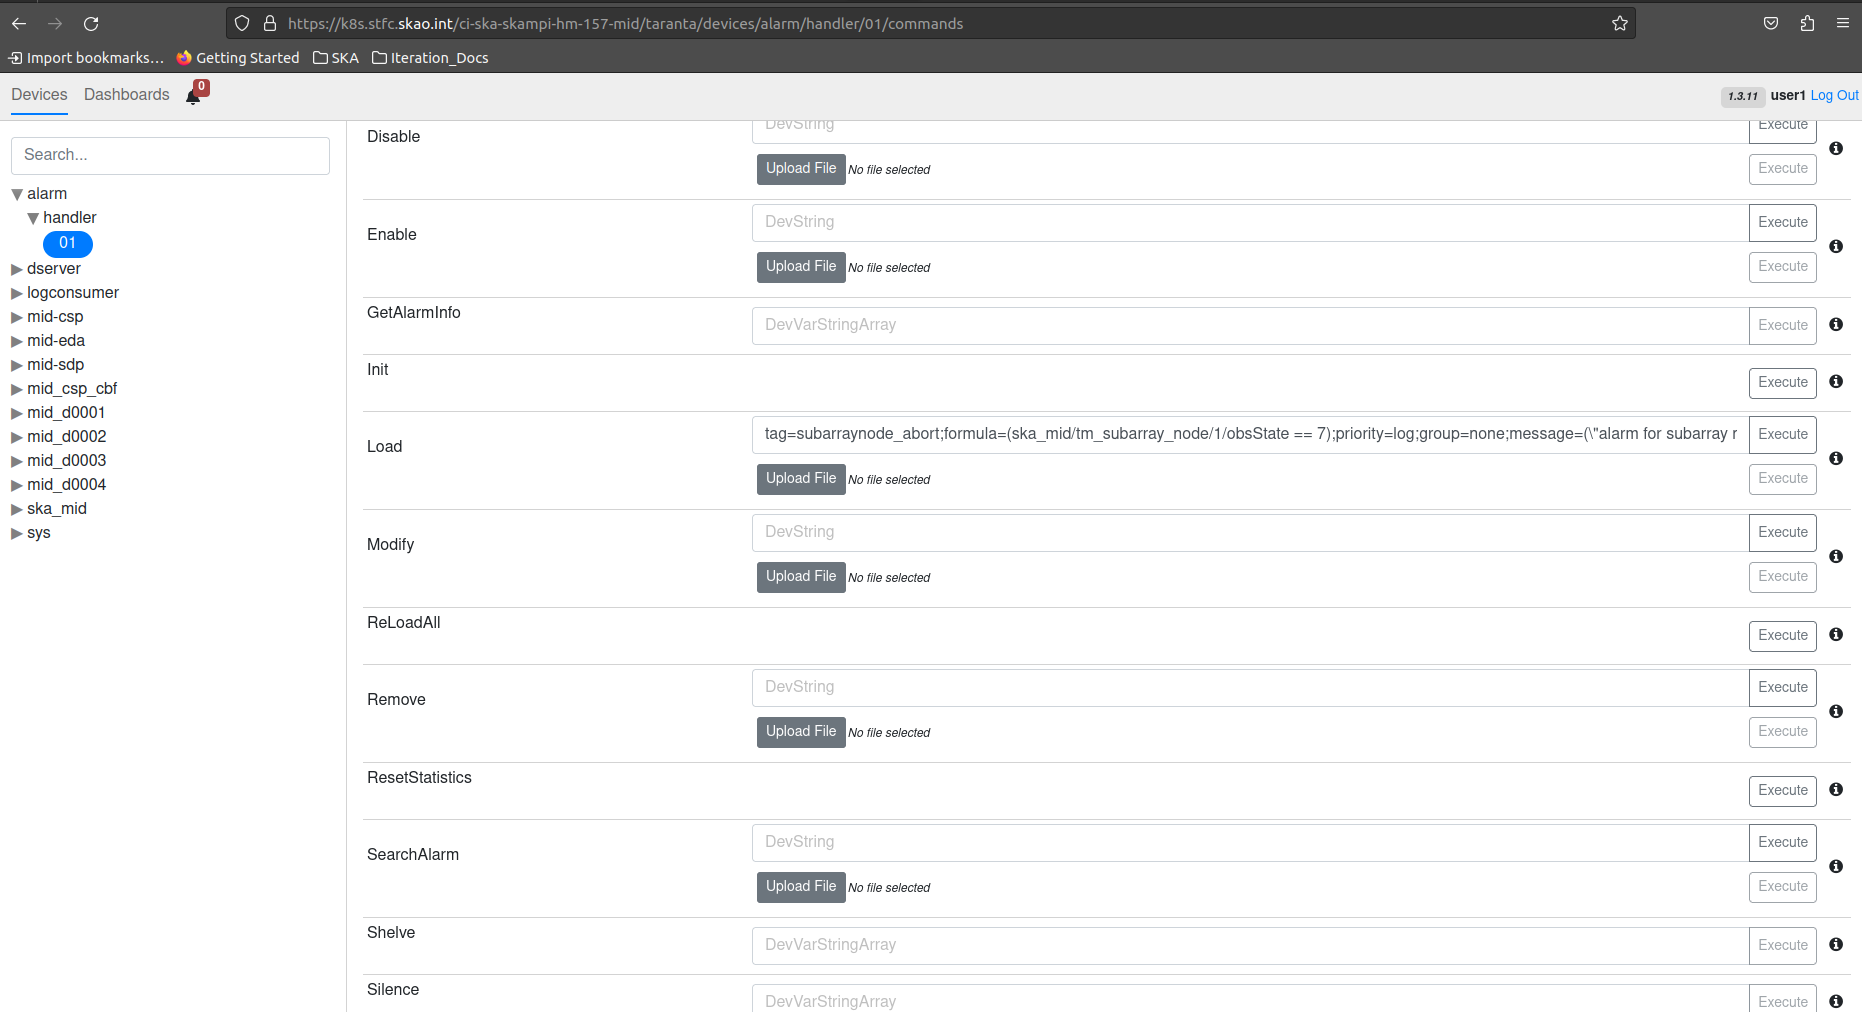 https://k8s.stfc.skao.int/ci-ska-skampi-hm-157-mid/taranta/devices/alarm/handler/01/commands
Import bookmarks… Getting Started SKA Iteration_Docs
Devices Dashboards 0 1.3.11 user1 Log Out
Search...
alarm
handler
01
dserver
logconsumer
mid-csp
mid-eda
mid-sdp
mid_csp_cbf
mid_d0001
mid_d0002
mid_d0003
mid_d0004
ska_mid
sys
Disable DevString Execute
Upload File No file selected Execute
Enable DevString Execute
Upload File No file selected Execute
GetAlarmInfo DevVarStringArray Execute
Init Execute
Load tag=subarraynode_abort;formula=(ska_mid/tm_subarray_node/1/obsState == 7);priority=log;group=none;message=(\"alarm for subarray r Execute
Upload File No file selected Execute
Modify DevString Execute
Upload File No file selected Execute
ReLoadAll Execute
Remove DevString Execute
Upload File No file selected Execute
ResetStatistics Execute
SearchAlarm DevString Execute
Upload File No file selected Execute
Shelve DevVarStringArray Execute
Silence DevVarStringArray Execute